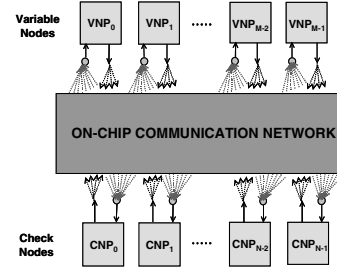 Variable
Nodes
VNP0 VNP1 ..... VNPM-2 VNPM-1
ON-CHIP COMMUNICATION NETWORK
Check
Nodes
CNP0 CNP1 ..... CNPN-2 CNPN-1